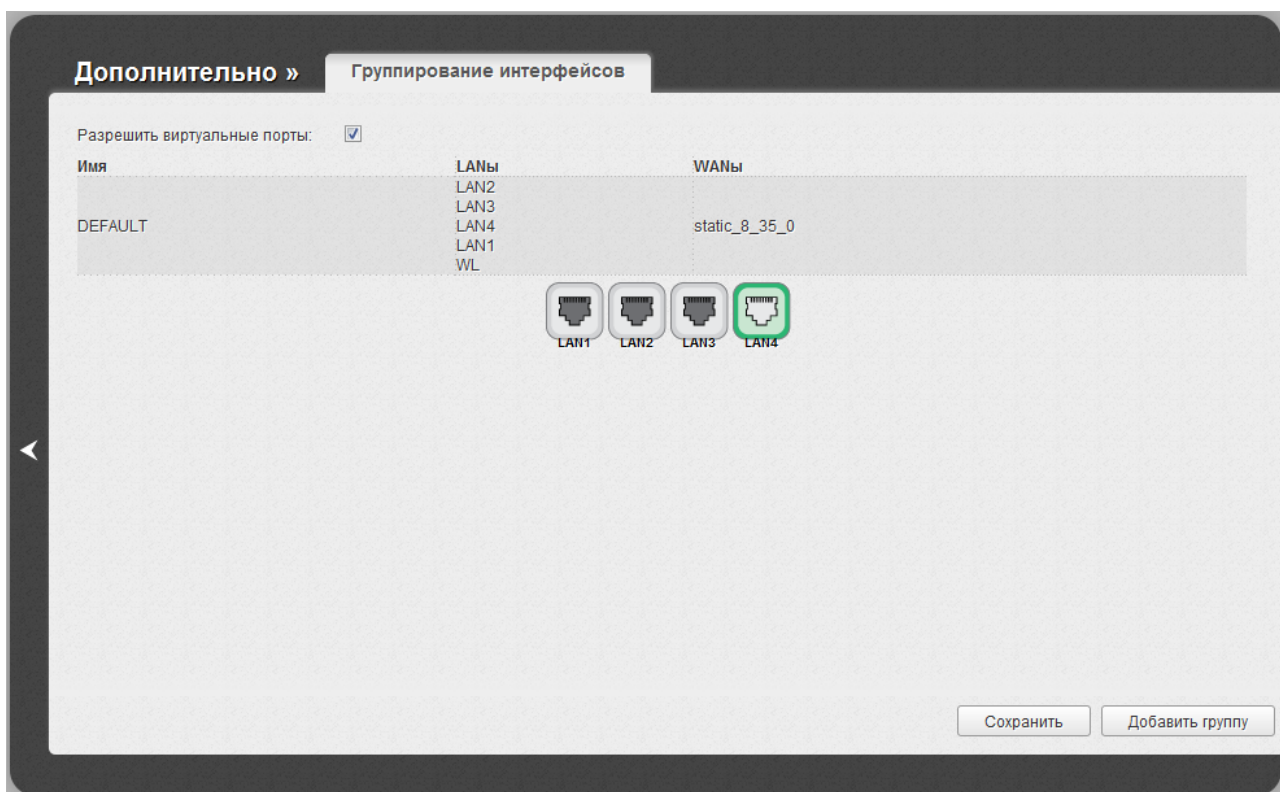 Дополнительно » Группирование интерфейсов
Разрешить виртуальные порты:
Имя LANы WANы
LAN2
LAN3
DEFAULT LAN4 static_8_35_0
LAN1
WL
LAN1 LAN2 LAN3 LAN4
Сохранить Добавить группу